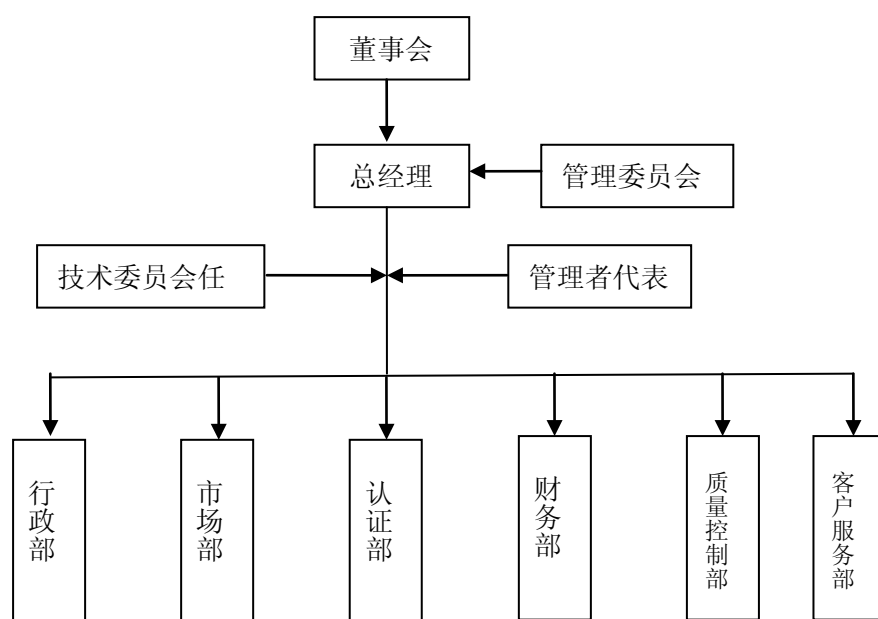 董事会
总经理
管理委员会
技术委员会任
管理者代表
行政部
市场部
认证部
财务部
质量控制部
客户服务部